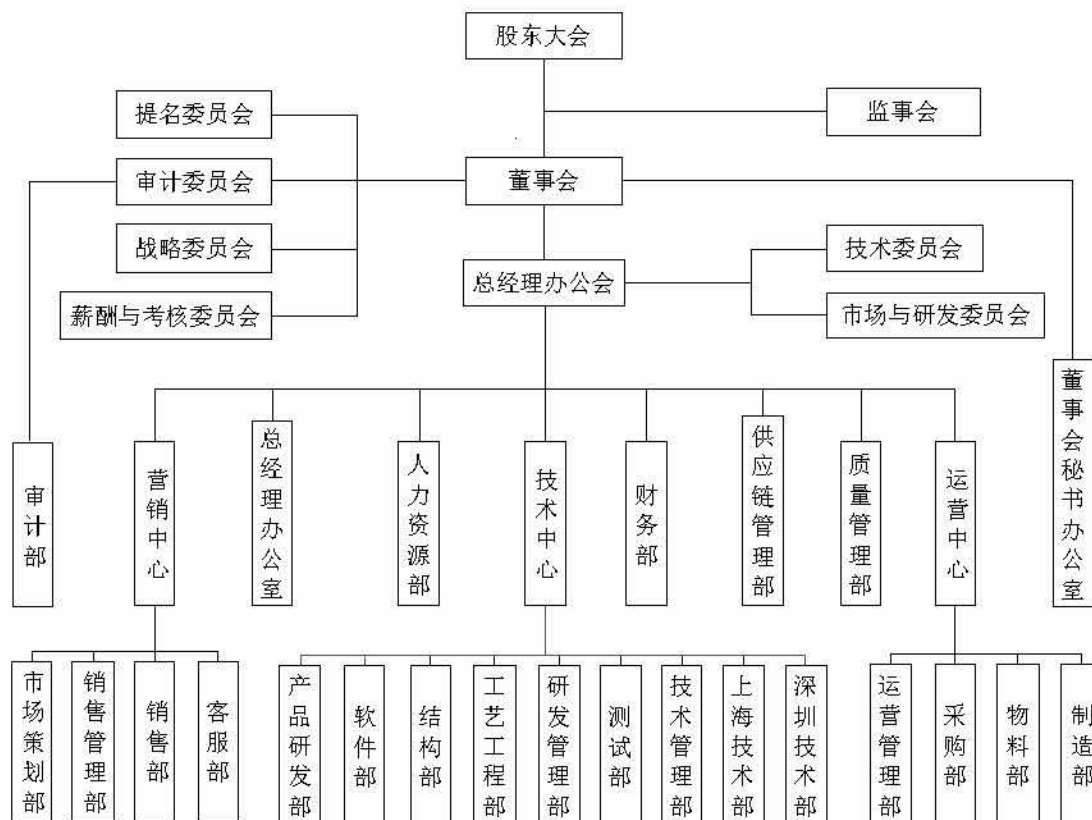 股东大会
提名委员会
监事会
审计委员会
董事会
战略委员会
技术委员会
总经理办公会
薪酬与考核委员会
市场与研发委员会
审计部
营销中心
总经理办公室
人力资源部
技术中心
财务部
供应链管理部
质量管理部
运营中心
董事会秘书办公室
市场策划部
销售管理部
销售部
客服部
产品研发部
软件部
结构部
工艺工程部
研发管理部
测试部
技术管理部
上海技术部
深圳技术部
运营管理部
采购部
物料部
制造部